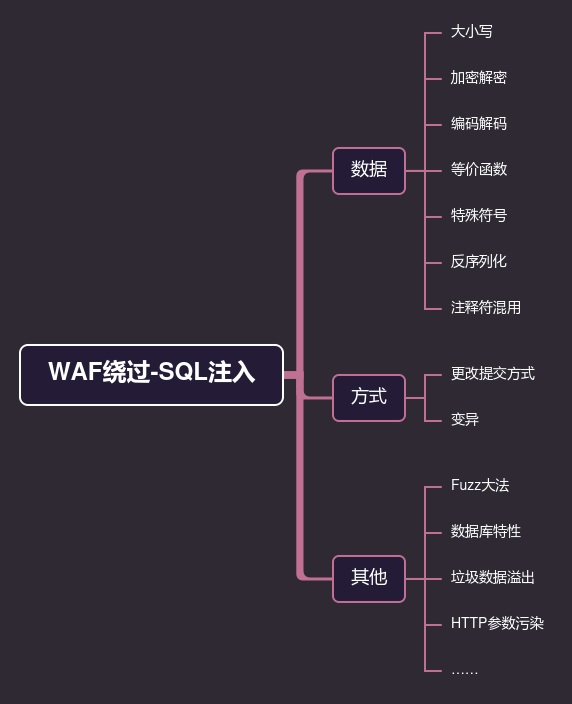 WAF绕过-SQL注入
数据
大小写
加密解密
编码解码
等价函数
特殊符号
反序列化
注释符混用
方式
更改提交方式
变异
其他
Fuzz大法
数据库特性
垃圾数据溢出
HTTP参数污染
……